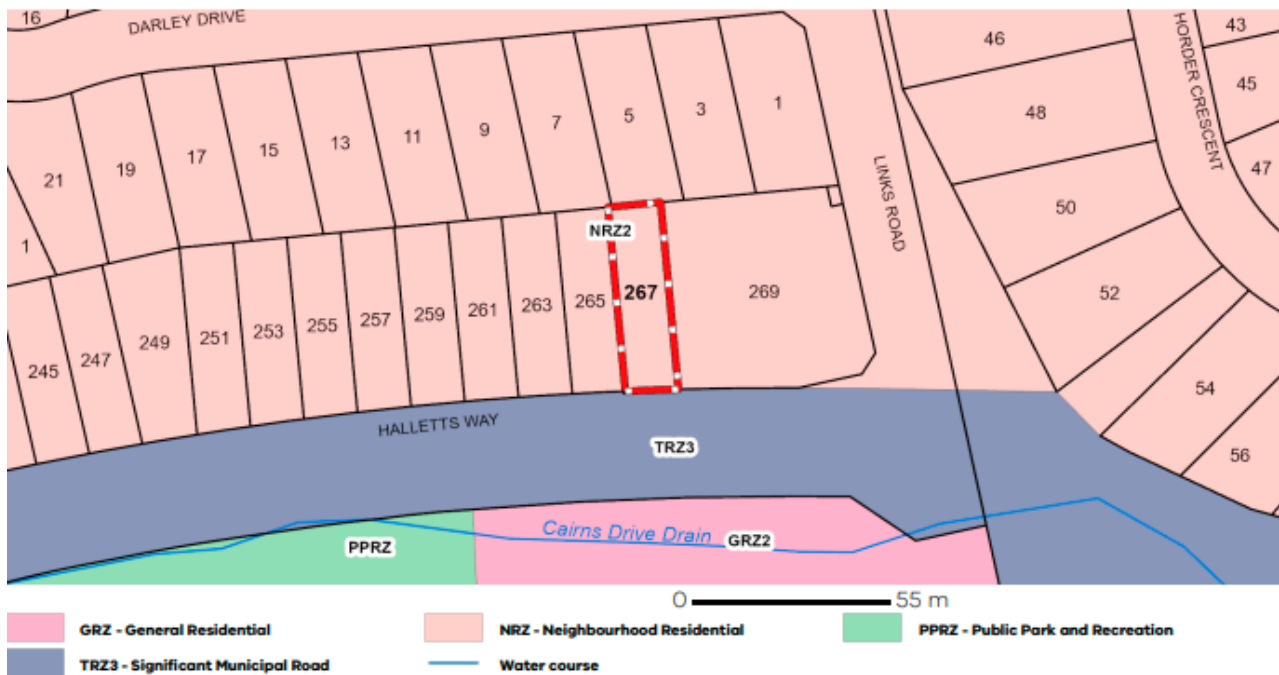 16
DARLEY DRIVE
46
HORDER CRESCENT
43
45
47
48
50
52
54
56
21
19
17
15
13
11
9
7
5
3
1
LINKS ROAD
1
NRZ2
245
247
249
251
253
255
257
259
261
263
265
267
269
HALLETTS WAY
TRZ3
Cairns Drive Drain
GRZ2
PPRZ
0 55 m
GRZ - General Residential
NRZ - Neighbourhood Residential
PPRZ - Public Park and Recreation
TRZ3 - Significant Municipal Road
Water course